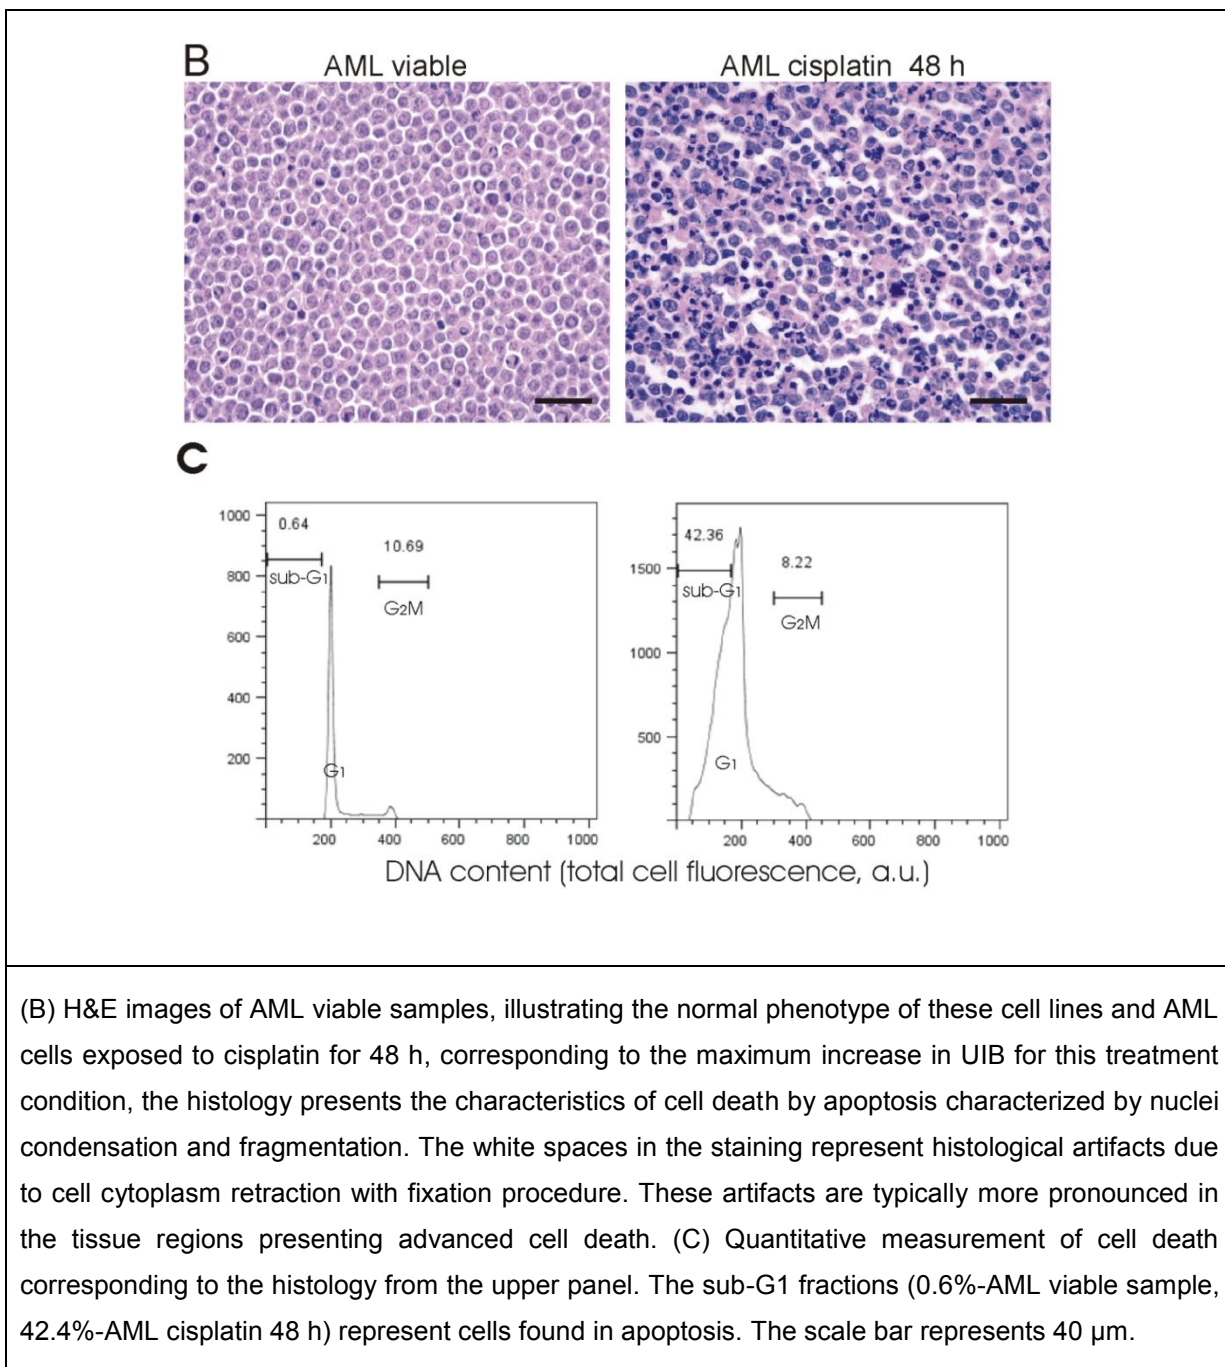 B
AML viable
AML cisplatin 48 h
C
1000
800
600
400
200
0.64
sub-G1
10.69
G2M
G1
200 400 600 800 1000
1500
1000
500
42.36
sub-G1
8.22
G2M
G1
200 400 600 800 1000
DNA content (total cell fluorescence, a.u.)
(B) H&E images of AML viable samples, illustrating the normal phenotype of these cell lines and AML
cells exposed to cisplatin for 48 h, corresponding to the maximum increase in UIB for this treatment
condition, the histology presents the characteristics of cell death by apoptosis characterized by nuclei
condensation and fragmentation. The white spaces in the staining represent histological artifacts due
to cell cytoplasm retraction with fixation procedure. These artifacts are typically more pronounced in
the tissue regions presenting advanced cell death. (C) Quantitative measurement of cell death
corresponding to the histology from the upper panel. The sub-G1 fractions (0.6%-AML viable sample,
42.4%-AML cisplatin 48 h) represent cells found in apoptosis. The scale bar represents 40 µm.